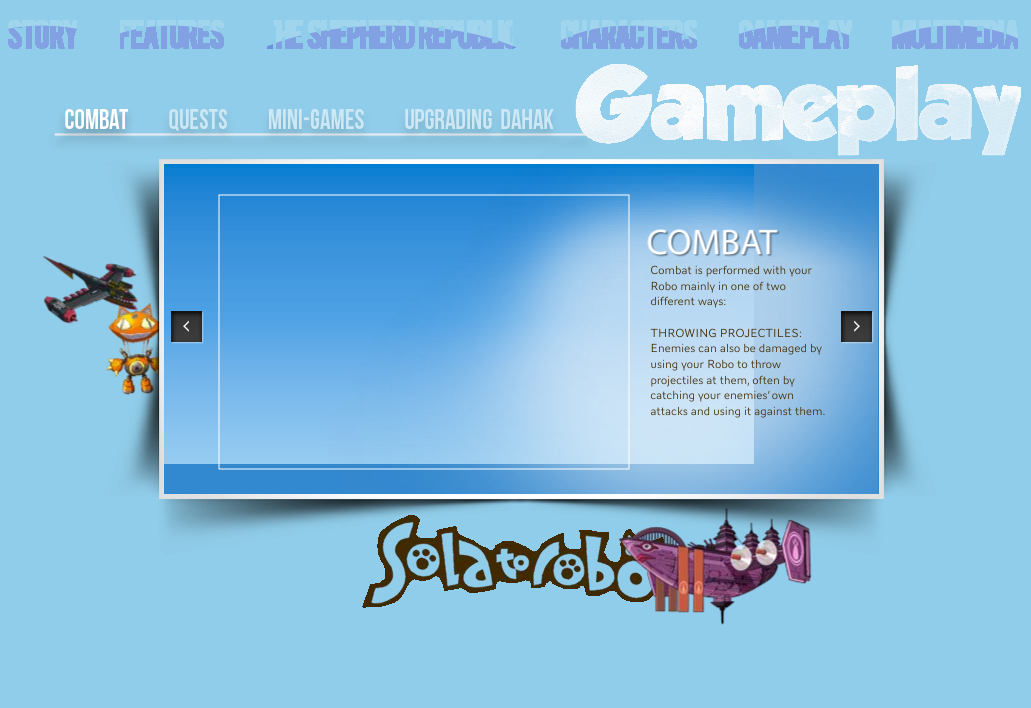 STORY FEATURES THE SHEPHERD REPUBLIC CHARACTERS GAMEPLAY MULTIMEDIA
Gameplay
COMBAT QUESTS MINI-GAMES UPGRADING DAHAK
COMBAT
Combat is performed with your
Robo mainly in one of two
different ways:
THROWING PROJECTILES:
Enemies can also be damaged by
using your Robo to throw
projectiles at them, often by
catching your enemies' own
attacks and using it against them.
Solatorobo